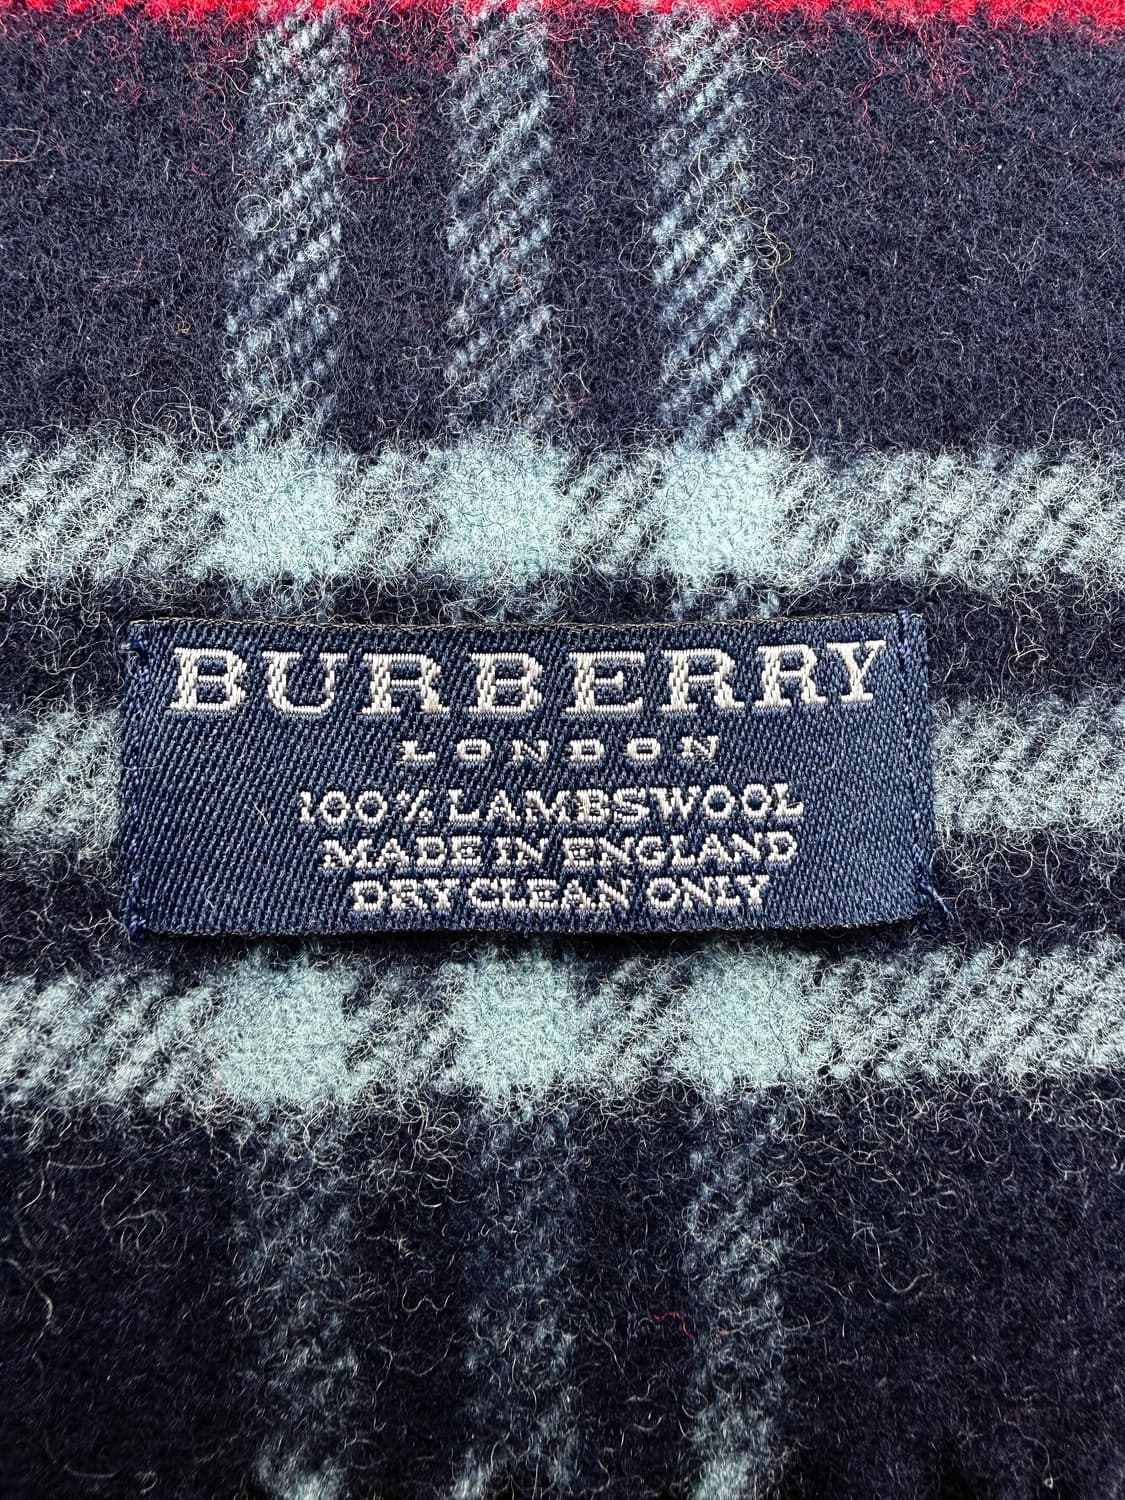 BURBERRY
LONDON
100% LAMBSWOOL
MADE IN ENGLAND
DRY CLEAN ONLY